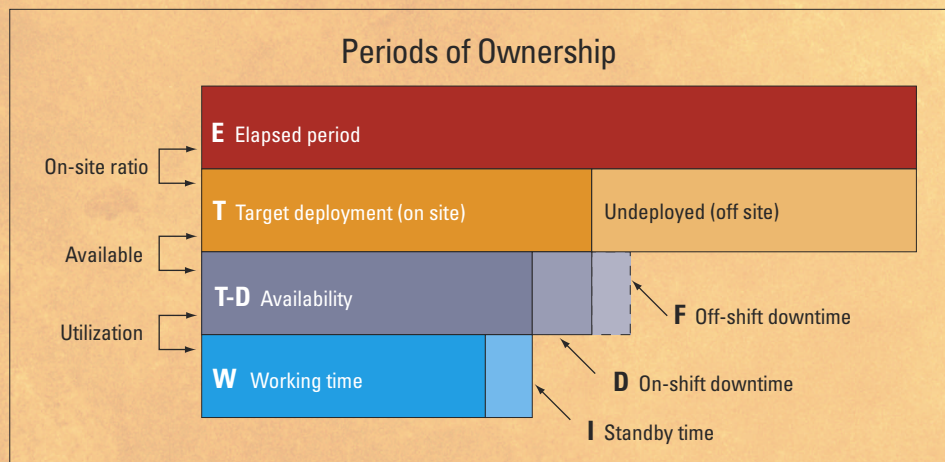 Periods of Ownership
E Elapsed period
On-site ratio
T Target deployment (on site)
Undeployed (off site)
Available
T-D Availability
F Off-shift downtime
Utilization
W Working time
D On-shift downtime
I Standby time